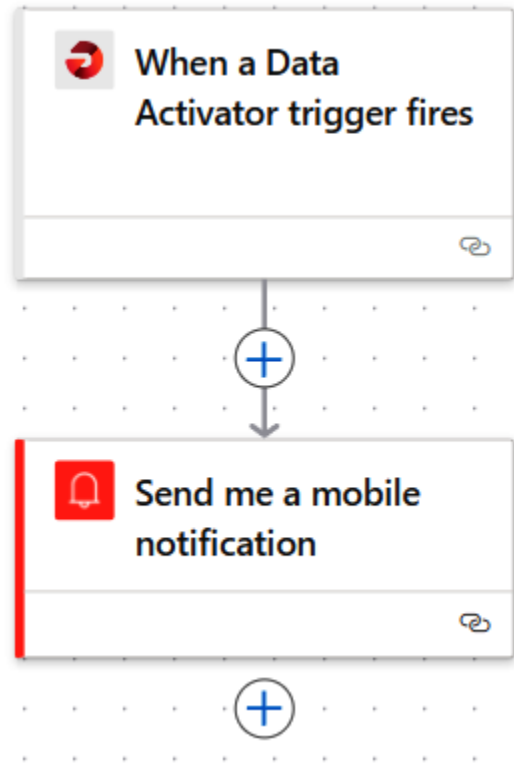 When a Data
Activator trigger fires
Send me a mobile
notification